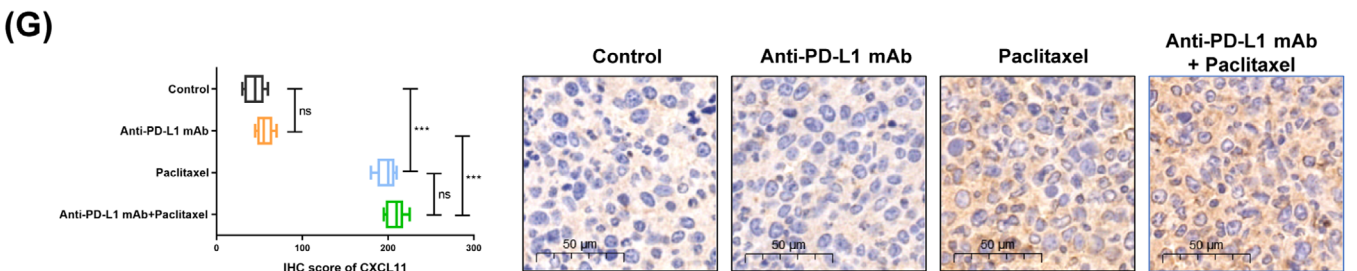 (G)
Control
Anti-PD-L1 mAb
Paclitaxel
Anti-PD-L1 mAb+Paclitaxel
ns
***
ns
***
0 100 200 300
IHC score of CXCL11
Control
Anti-PD-L1 mAb
Paclitaxel
Anti-PD-L1 mAb
+ Paclitaxel
50 µm
50 µm
50 µm
50 µm